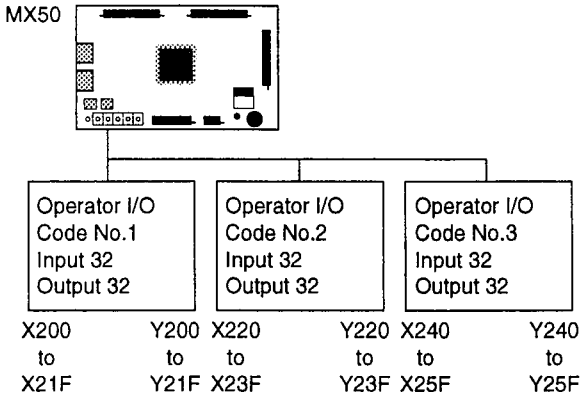 MX50
Operator I/O
Code No.1
Input 32
Output 32
Operator I/O
Code No.2
Input 32
Output 32
Operator I/O
Code No.3
Input 32
Output 32
X200 Y200 X220 Y220 X240 Y240
to to to to to to
X21F Y21F X23F Y23F X25F Y25F